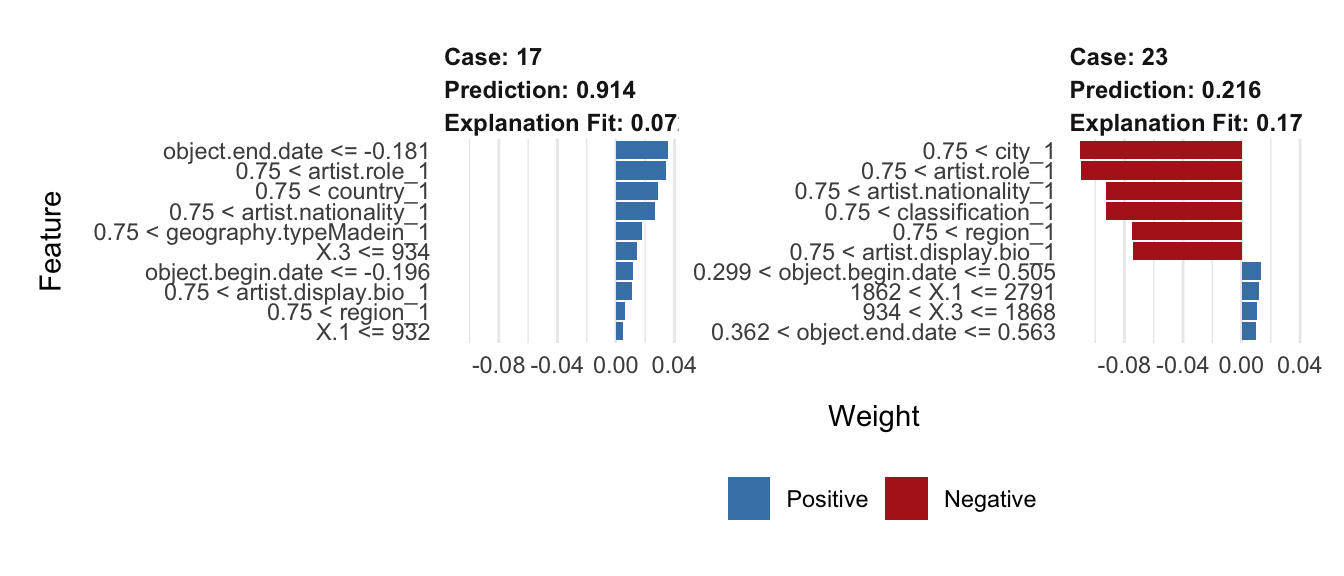 Case: 17
Prediction: 0.914
Explanation Fit: 0.07
object.end.date <= -0.181
0.75 < artist.role_1
0.75 < country_1
0.75 < artist.nationality_1
0.75 < geography.typeMadein_1
X.3 <= 934
object.begin.date <= -0.196
0.75 < artist.display.bio_1
0.75 < region_1
X.1 <= 932
-0.08 -0.04 0.00 0.04
Case: 23
Prediction: 0.216
Explanation Fit: 0.17
0.75 < city_1
0.75 < artist.role_1
0.75 < artist.nationality_1
0.75 < classification_1
0.75 < region_1
0.75 < artist.display.bio_1
0.299 < object.begin.date <= 0.505
1862 < X.1 <= 2791
934 < X.3 <= 1868
0.362 < object.end.date <= 0.563
-0.08 -0.04 0.00 0.04
Feature
Weight
Positive
Negative